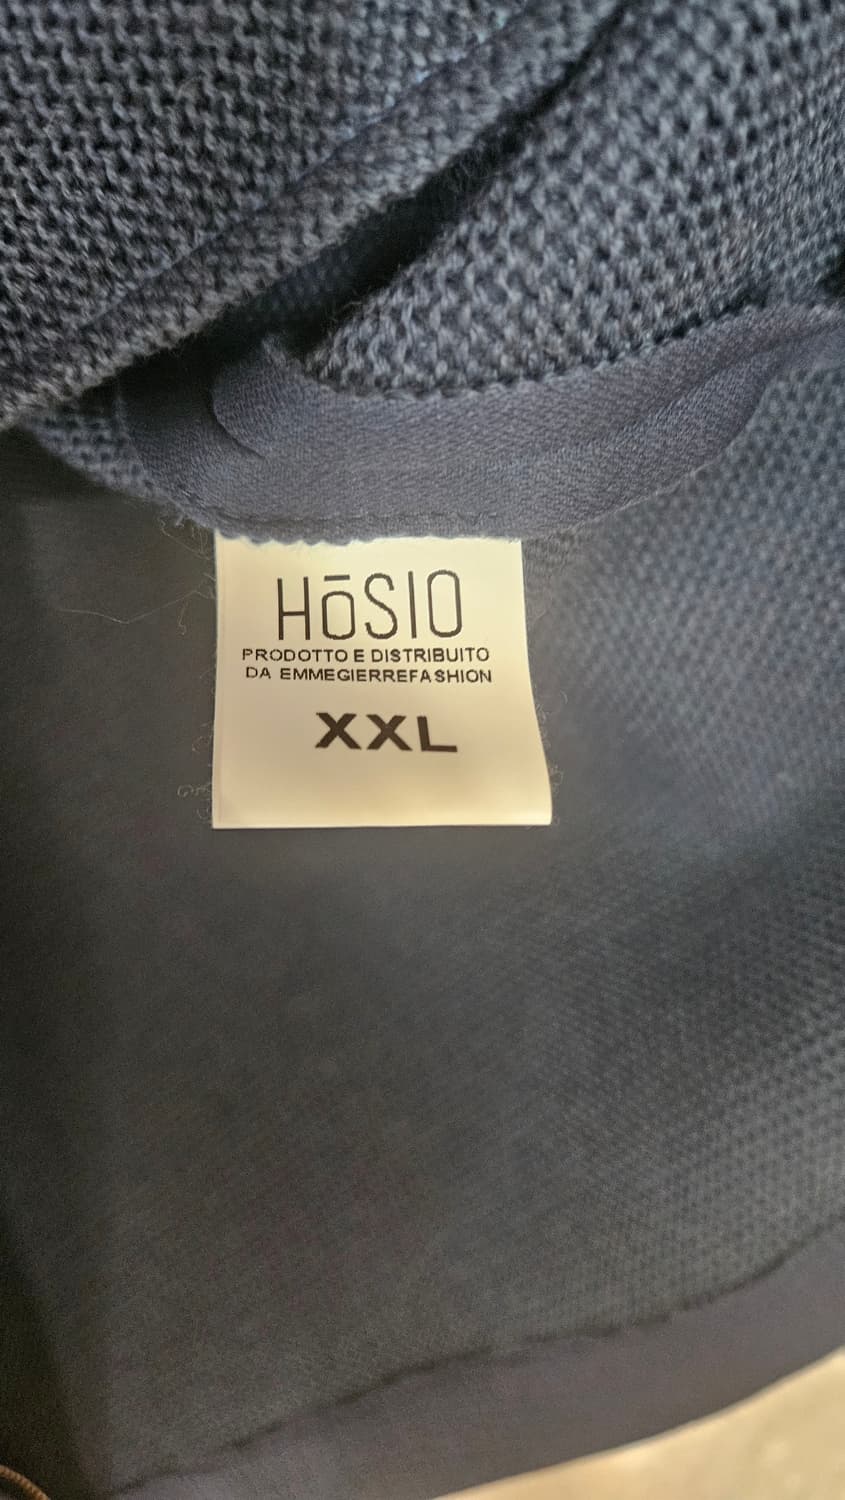 HōSIO
PRODOTTO E DISTRIBUITO
DA EMMEGIERREFASHION
XXL